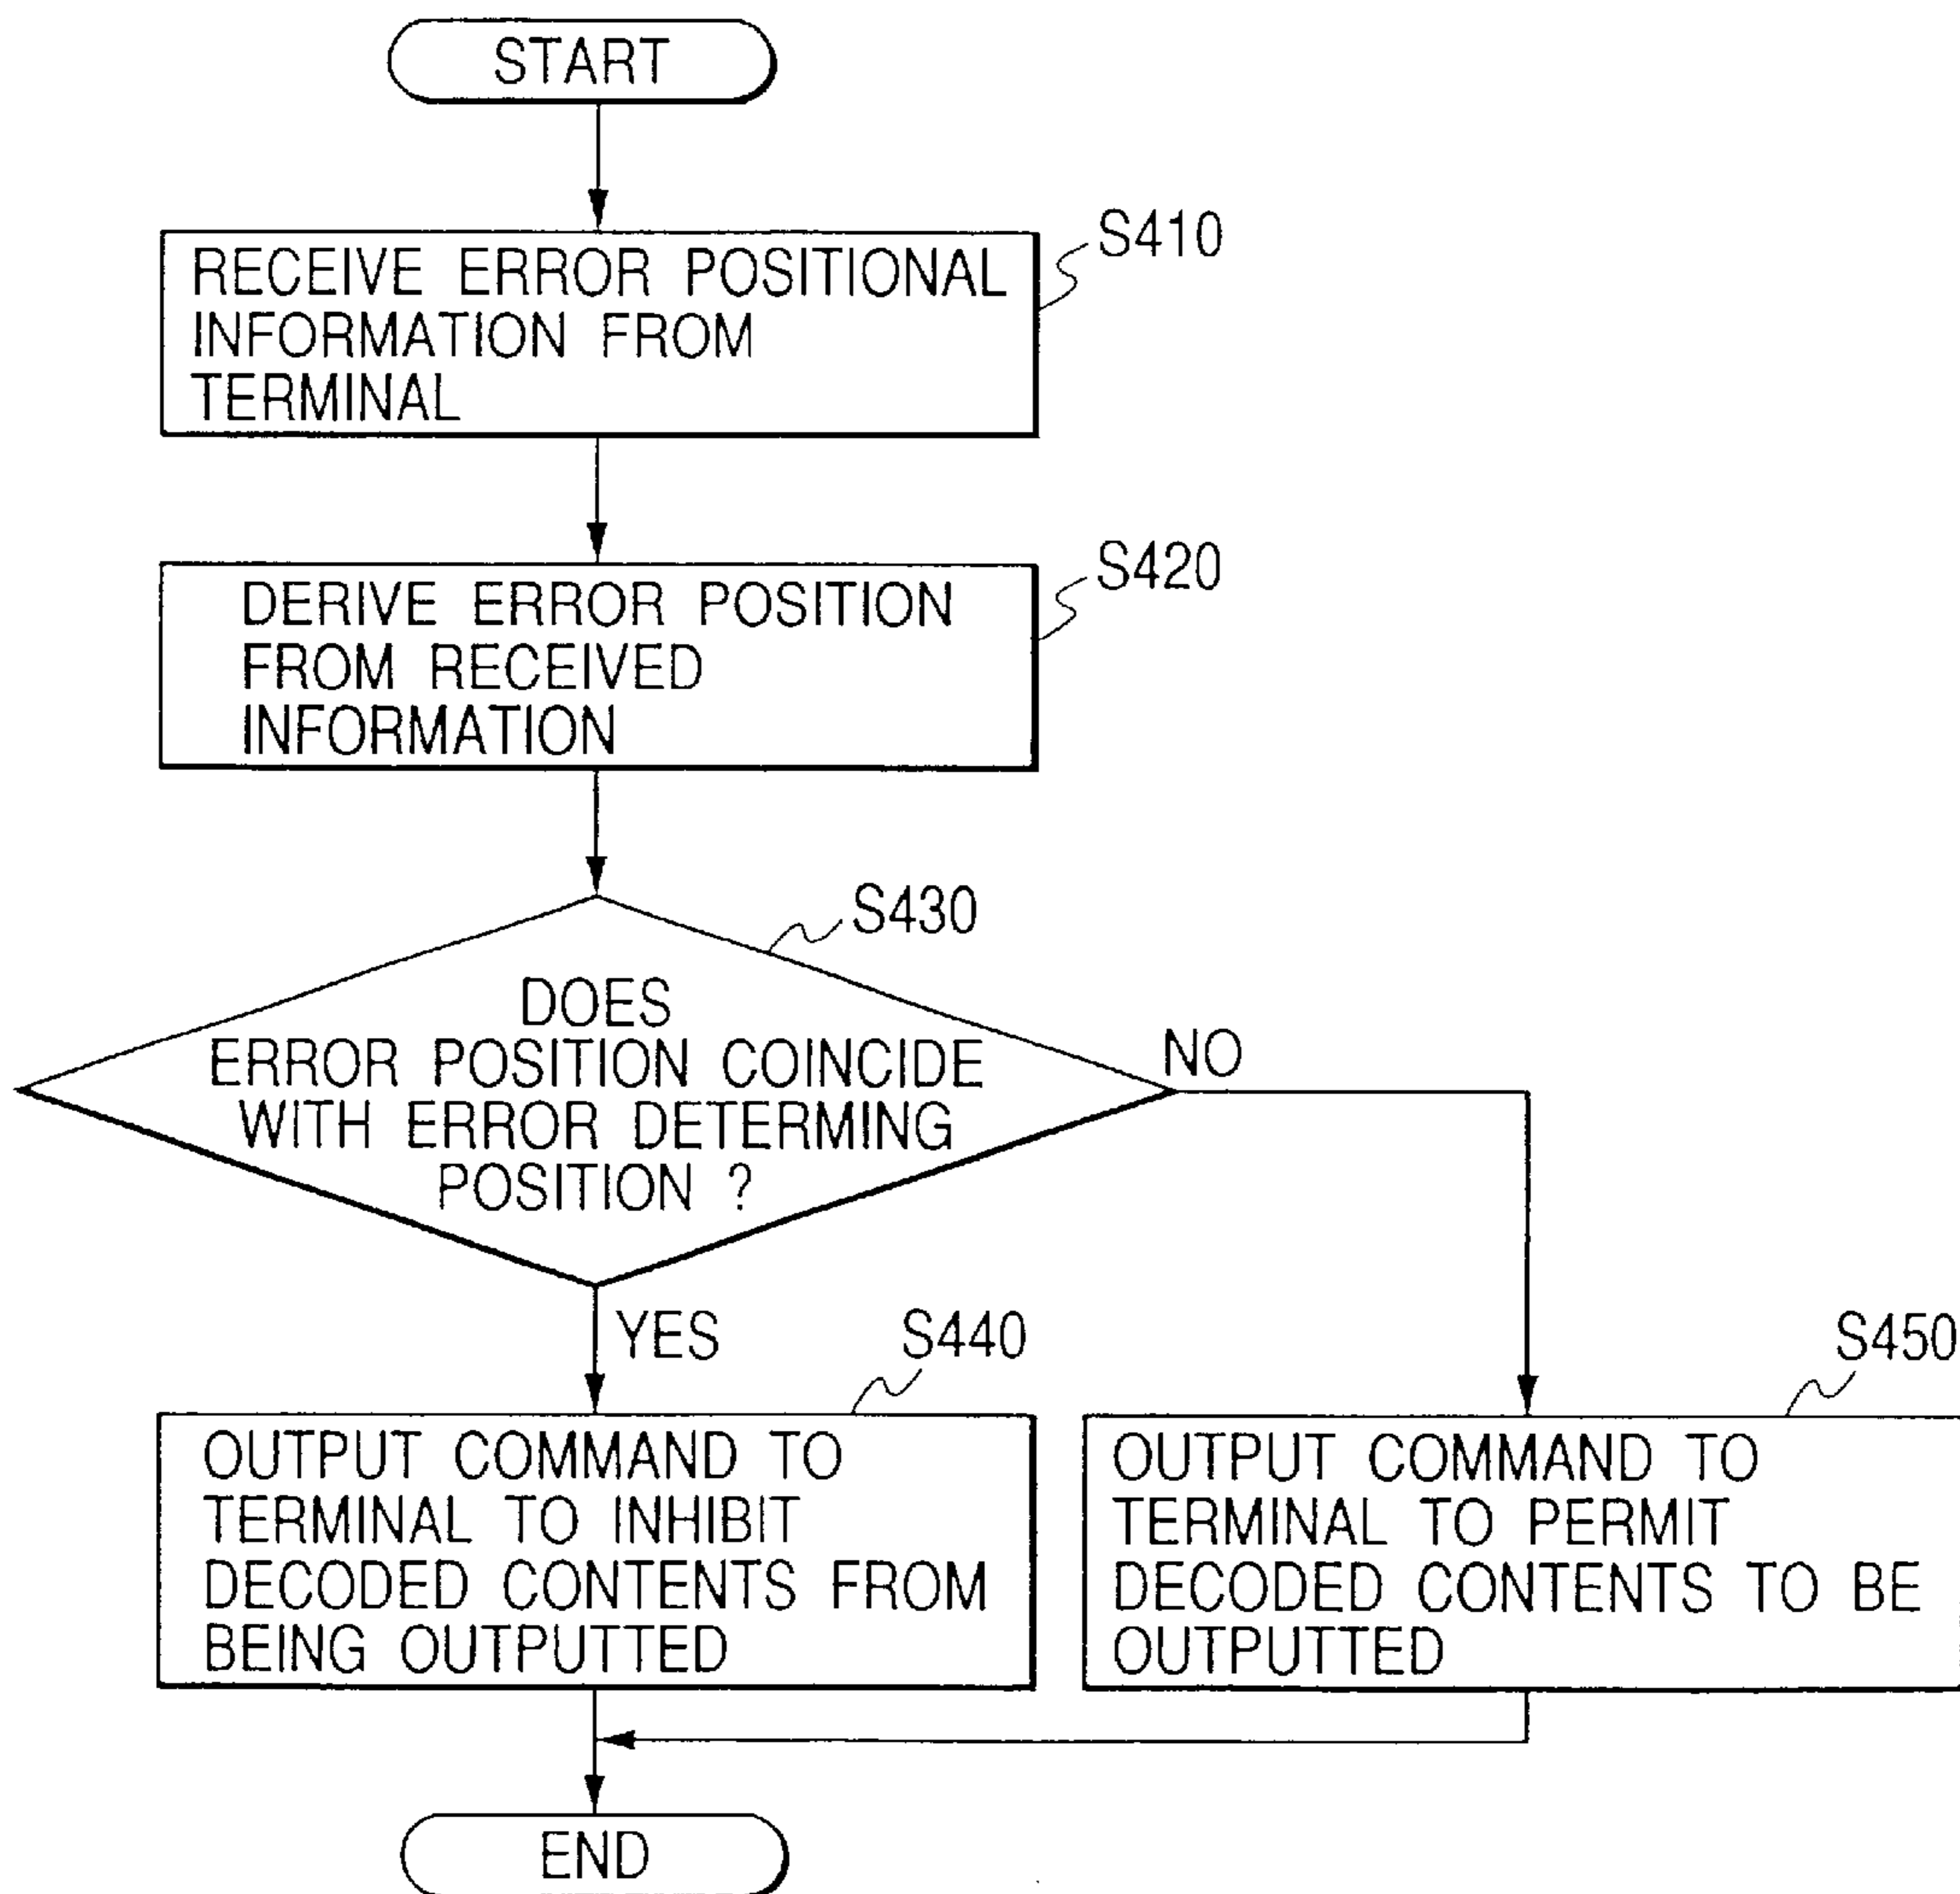 START
S410
RECEIVE ERROR POSITIONAL
INFORMATION FROM
TERMINAL
S420
DERIVE ERROR POSITION
FROM RECEIVED
INFORMATION
S430
DOES
ERROR POSITION COINCIDE
WITH ERROR DETERMING
POSITION ?
NO
YES
S440
OUTPUT COMMAND TO
TERMINAL TO INHIBIT
DECODED CONTENTS FROM
BEING OUTPUTTED
S450
OUTPUT COMMAND TO
TERMINAL TO PERMIT
DECODED CONTENTS TO BE
OUTPUTTED
END